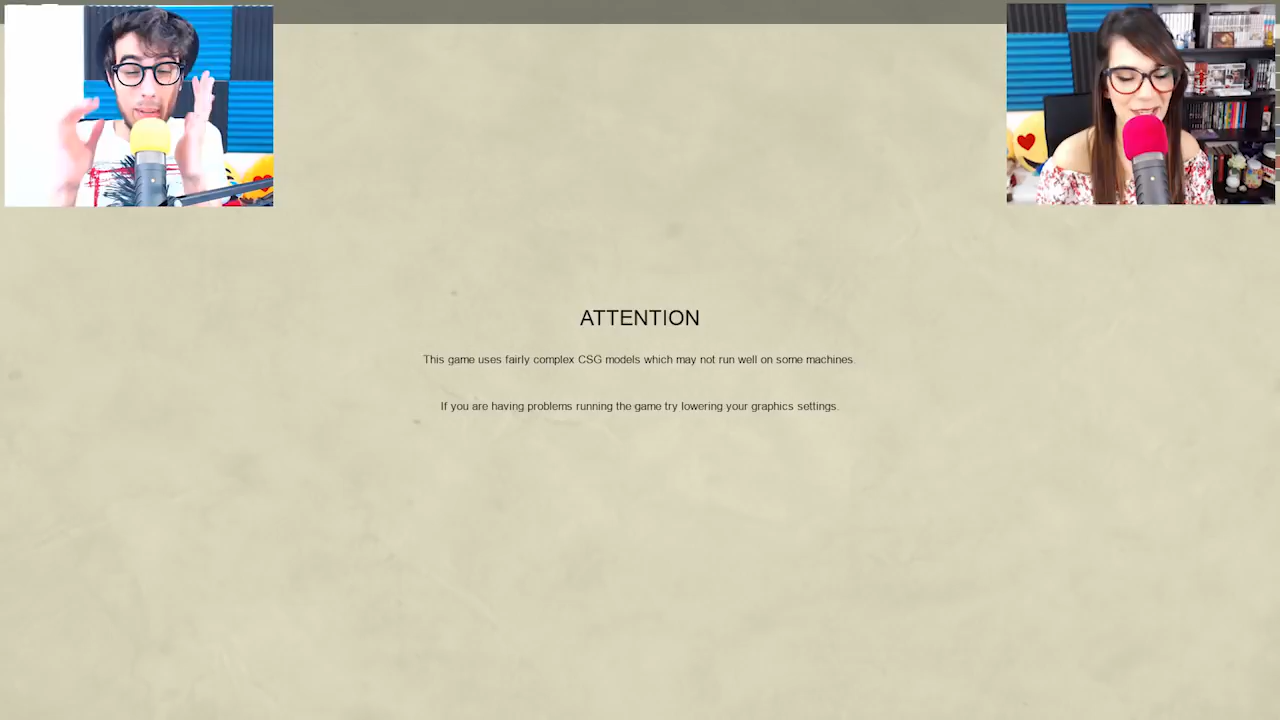 ATTENTION
This game uses fairly complex CSG models which may not run well on some machines.
If you are having problems running the game try lowering your graphics settings.